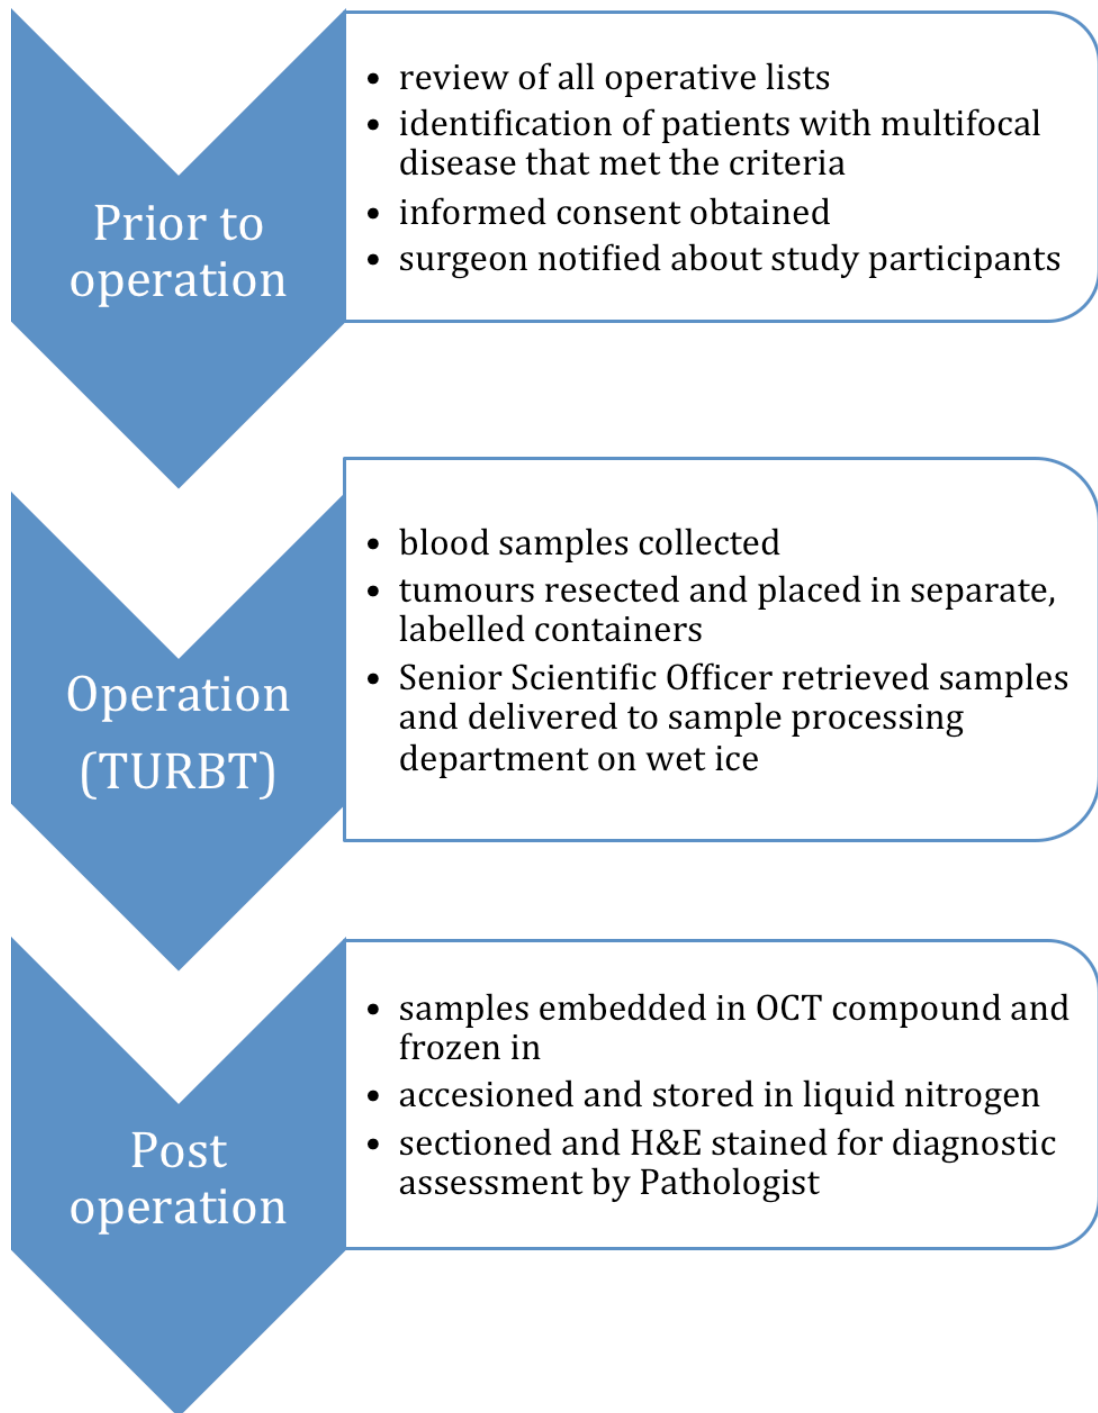 Prior to
operation
• review of all operative lists
• identification of patients with multifocal
disease that met the criteria
• informed consent obtained
• surgeon notified about study participants
Operation
(TURBT)
• blood samples collected
• tumours resected and placed in separate,
labelled containers
• Senior Scientific Officer retrieved samples
and delivered to sample processing
department on wet ice
Post
operation
• samples embedded in OCT compound and
frozen in
• accesioned and stored in liquid nitrogen
• sectioned and H&E stained for diagnostic
assessment by Pathologist